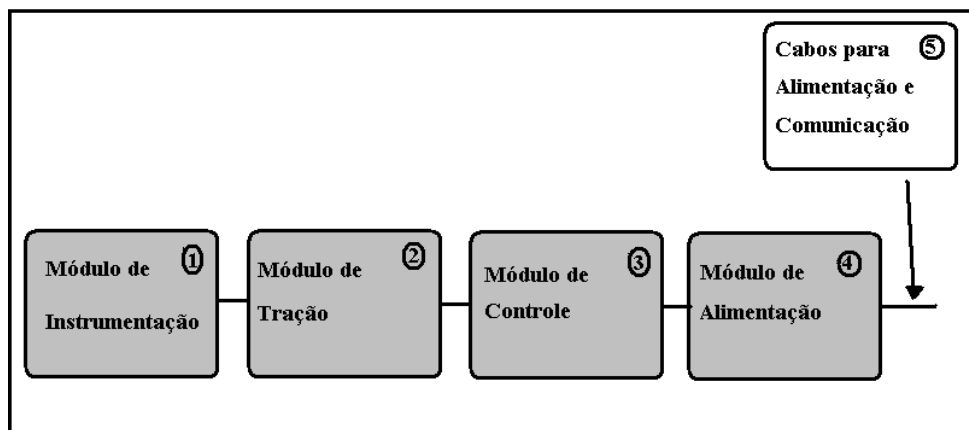 Cabos para 5
Alimentação e
Comunicação
Módulo de 1
Instrumentação
Módulo de 2
Tração
Módulo de 3
Controle
Módulo de 4
Alimentação